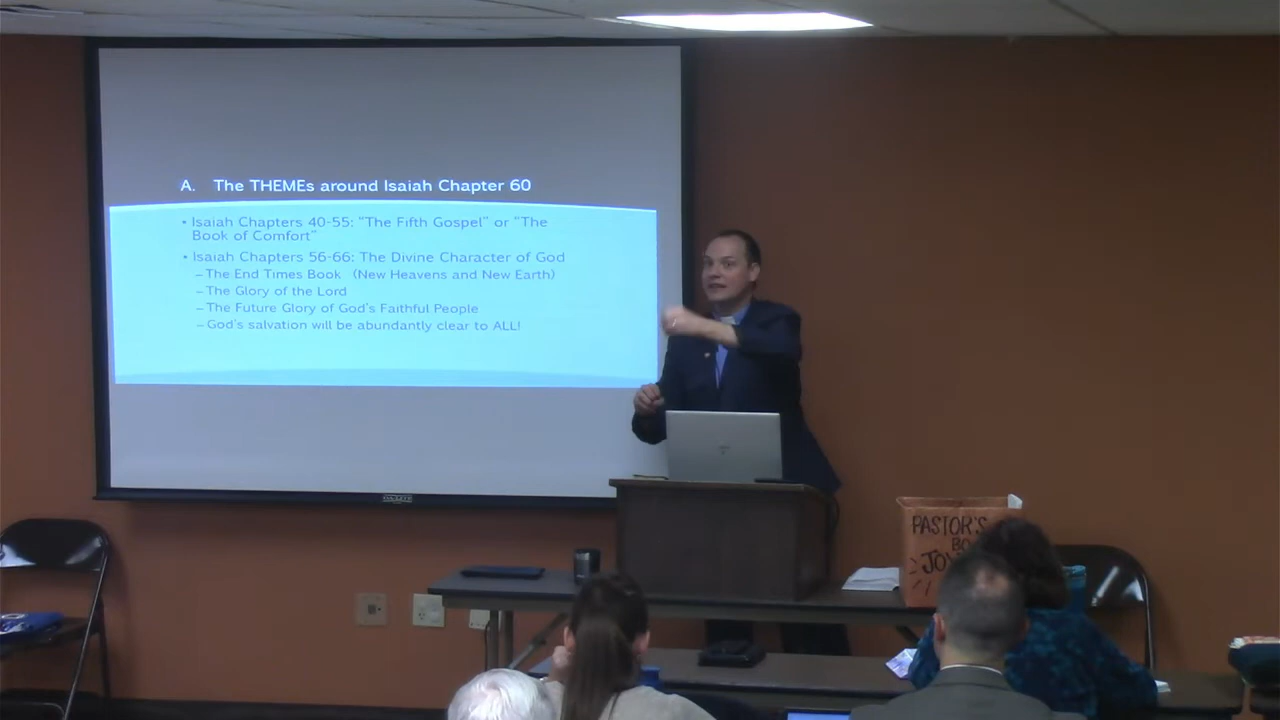 A. The THEMEs around Isaiah Chapter 60
• Isaiah Chapters 40-55: "The Fifth Gospel" or "The
Book of Comfort"
• Isaiah Chapters 56-66: The Divine Character of God
– The End Times Book (New Heavens and New Earth)
– The Glory of the Lord
– The Future Glory of God's Faithful People
– God's salvation will be abundantly clear to ALL!
PASTOR'S